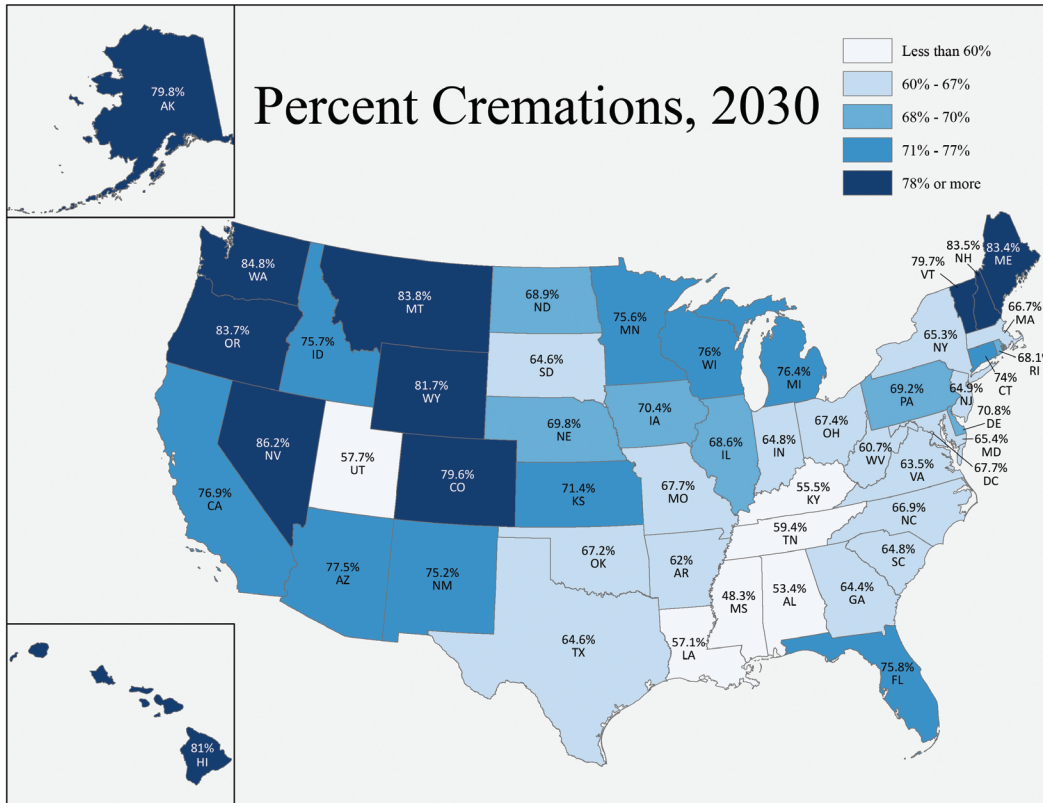 Percent Cremations, 2030
Less than 60%
60% - 67%
68% - 70%
71% - 77%
78% or more
79.8%
AK
84.8%
WA
83.7%
OR
75.7%
ID
83.8%
MT
81.7%
WY
86.2%
NV
57.7%
UT
79.6%
CO
76.9%
CA
77.5%
AZ
75.2%
NM
68.9%
ND
64.6%
SD
69.8%
NE
71.4%
KS
67.2%
OK
64.6%
TX
75.6%
MN
70.4%
IA
67.7%
MO
62%
AR
57.1%
LA
76%
WI
68.6%
IL
76.4%
MI
64.8%
IN
67.4%
OH
55.5%
KY
59.4%
TN
48.3%
MS
53.4%
AL
64.4%
GA
75.8%
FL
64.8%
SC
66.9%
NC
63.5%
VA
60.7%
WV
69.2%
PA
65.3%
NY
79.7%
VT
83.5%
NH
83.4%
ME
66.7%
MA
68.1%
RI
74%
CT
64.9%
NJ
70.8%
DE
65.4%
MD
67.7%
DC
81%
HI